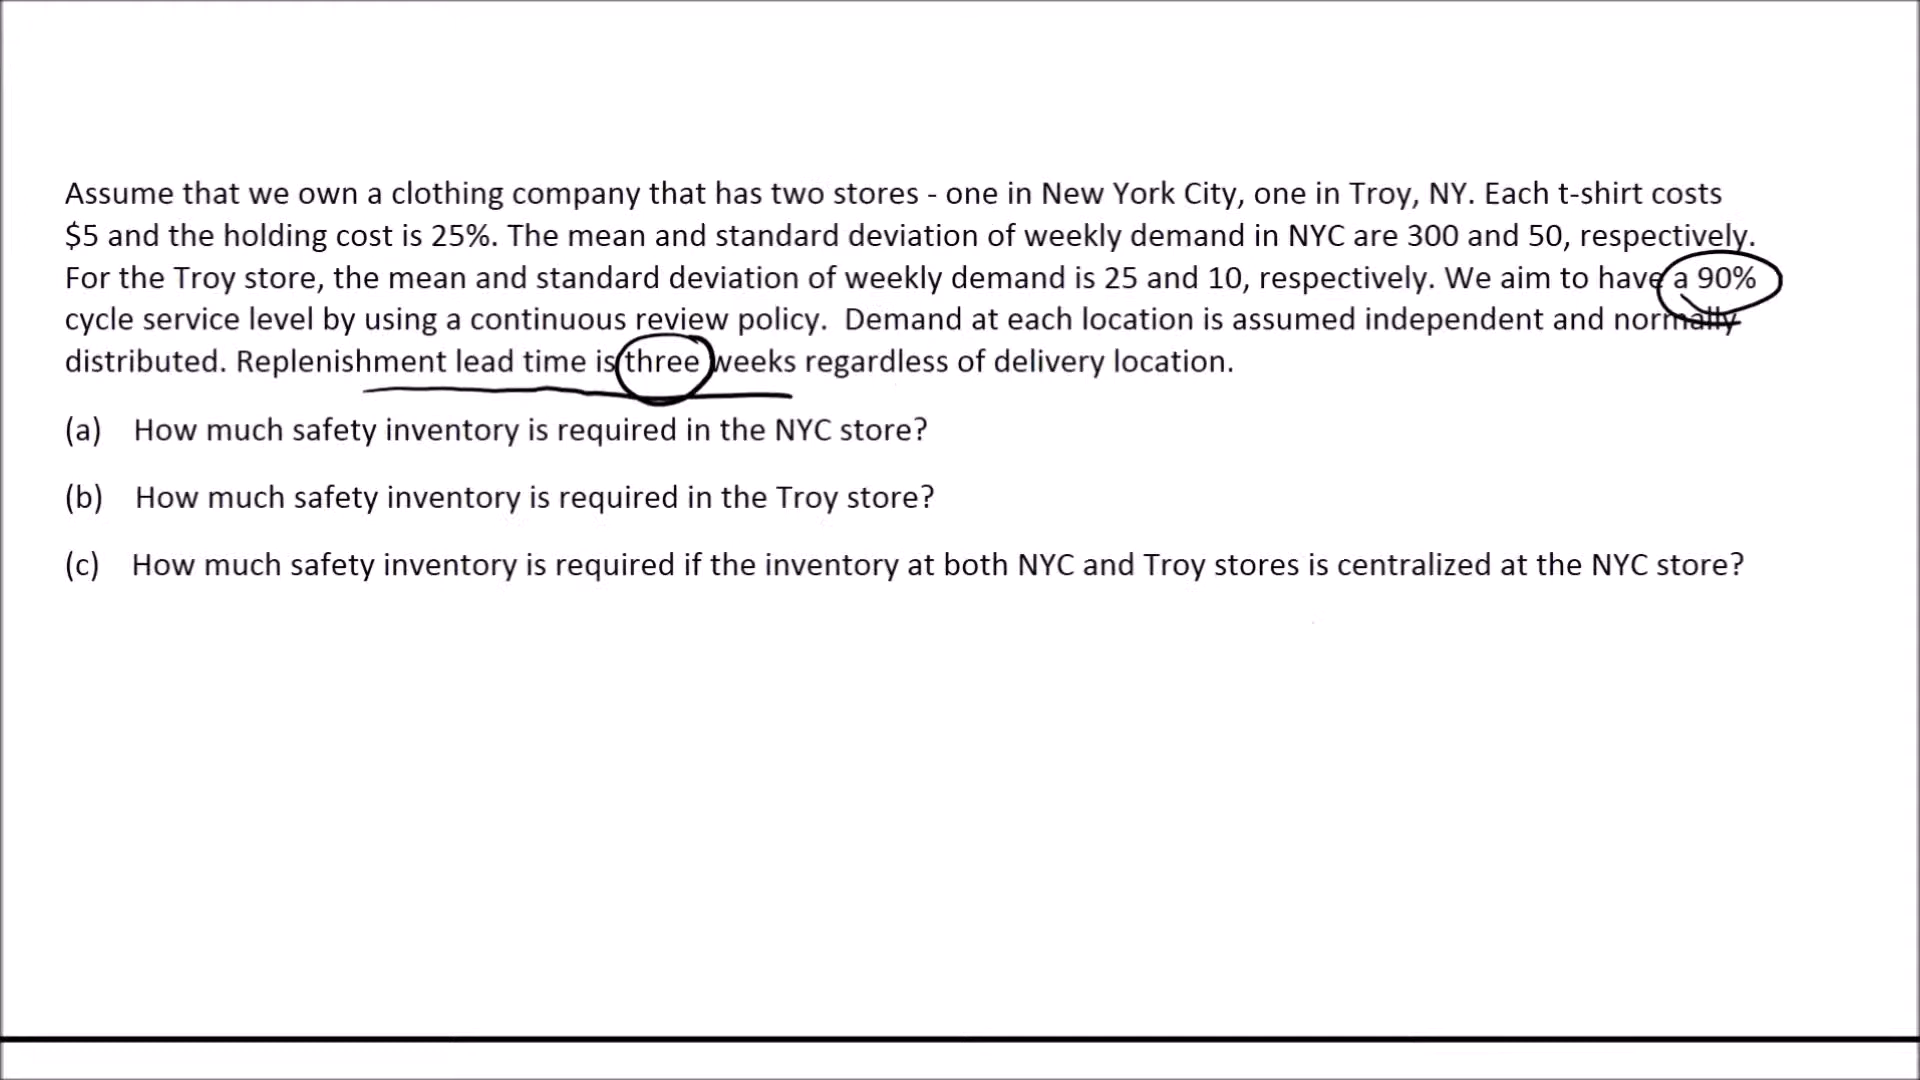 Assume that we own a clothing company that has two stores - one in New York City, one in Troy, NY. Each t-shirt costs
$5 and the holding cost is 25%. The mean and standard deviation of weekly demand in NYC are 300 and 50, respectively.
For the Troy store, the mean and standard deviation of weekly demand is 25 and 10, respectively. We aim to have a 90%
cycle service level by using a continuous review policy.  Demand at each location is assumed independent and normally
distributed. Replenishment lead time is three weeks regardless of delivery location.
(a) How much safety inventory is required in the NYC store?
(b) How much safety inventory is required in the Troy store?
(c) How much safety inventory is required if the inventory at both NYC and Troy stores is centralized at the NYC store?